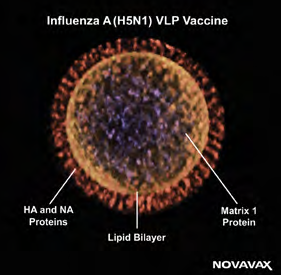 Influenza A (H5N1) VLP Vaccine
HA and NA
Proteins
Lipid Bilayer
Matrix 1
Protein
NOVAVAX